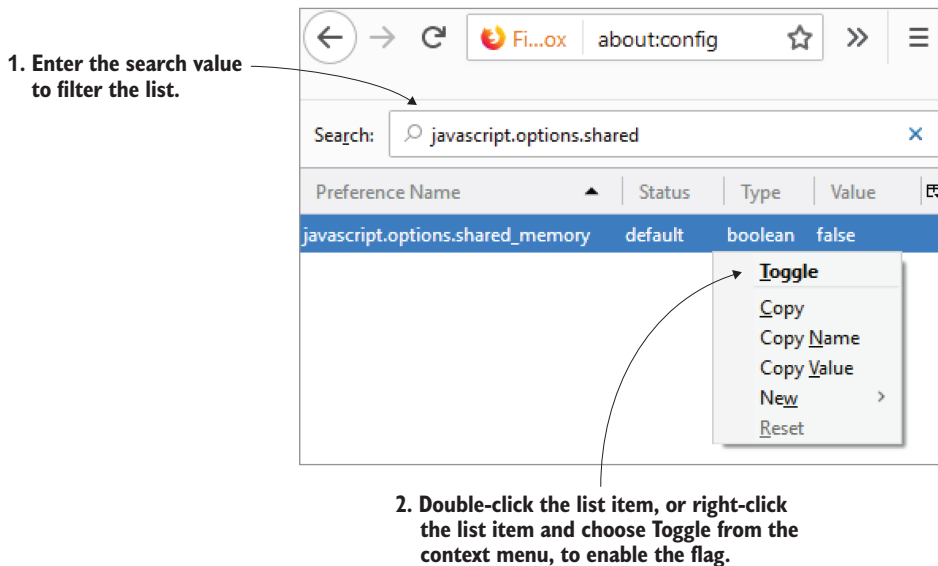 Fi...ox about:config
1. Enter the search value
to filter the list.
Search: javascript.options.shared
Preference Name Status Type Value
javascript.options.shared_memory default boolean false
Toggle
Copy
Copy Name
Copy Value
New
Reset
2. Double-click the list item, or right-click
the list item and choose Toggle from the
context menu, to enable the flag.